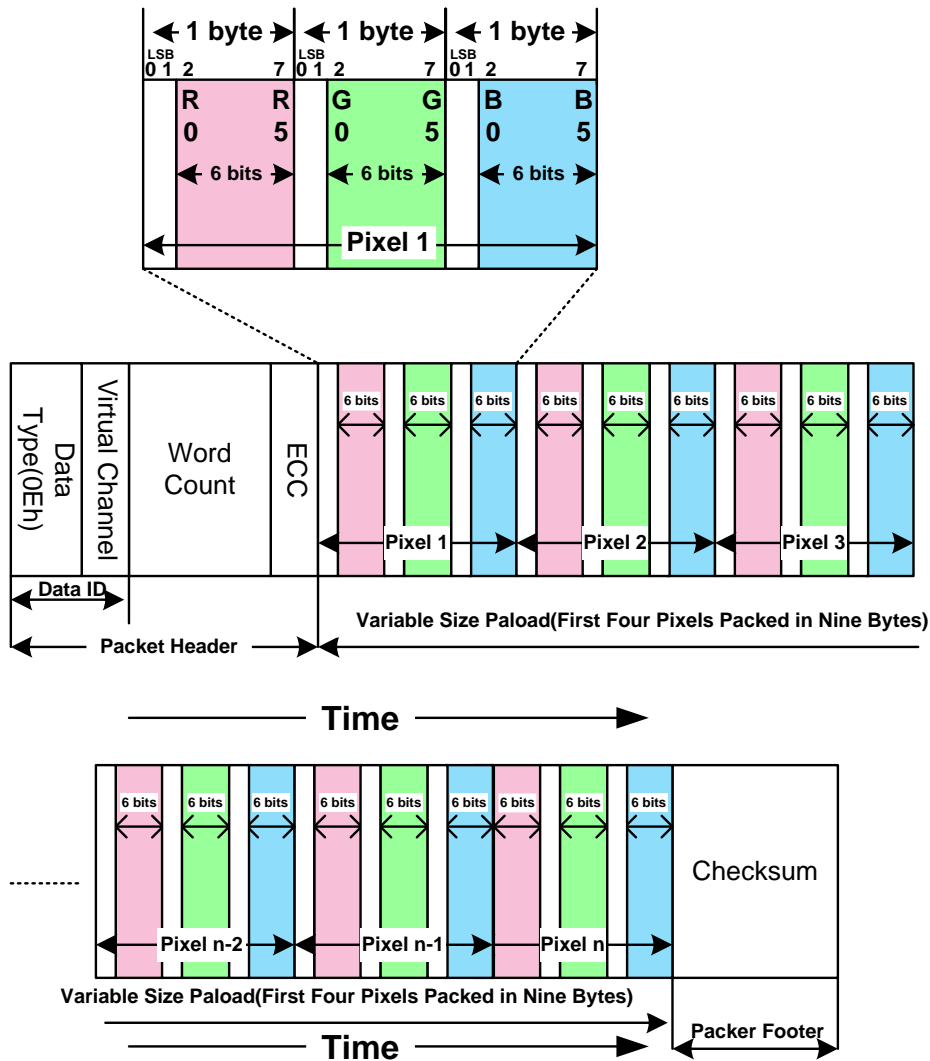 1 byte 1 byte 1 byte
LSB LSB LSB
0 1 2 7 0 1 2 7 0 1 2 7
R R G G B B
0 5 0 5 0 5
6 bits 6 bits 6 bits
Pixel 1
Data Type(0Eh)
Virtual Channel
Word Count
ECC
6 bits 6 bits 6 bits 6 bits 6 bits 6 bits 6 bits 6 bits 6 bits
Pixel 1 Pixel 2 Pixel 3
Data ID
Variable Size Paload(First Four Pixels Packed in Nine Bytes)
Packet Header
Time
6 bits 6 bits 6 bits 6 bits 6 bits 6 bits 6 bits 6 bits 6 bits
Checksum
Pixel n-2 Pixel n-1 Pixel n
Variable Size Paload(First Four Pixels Packed in Nine Bytes)
Packer Footer
Time